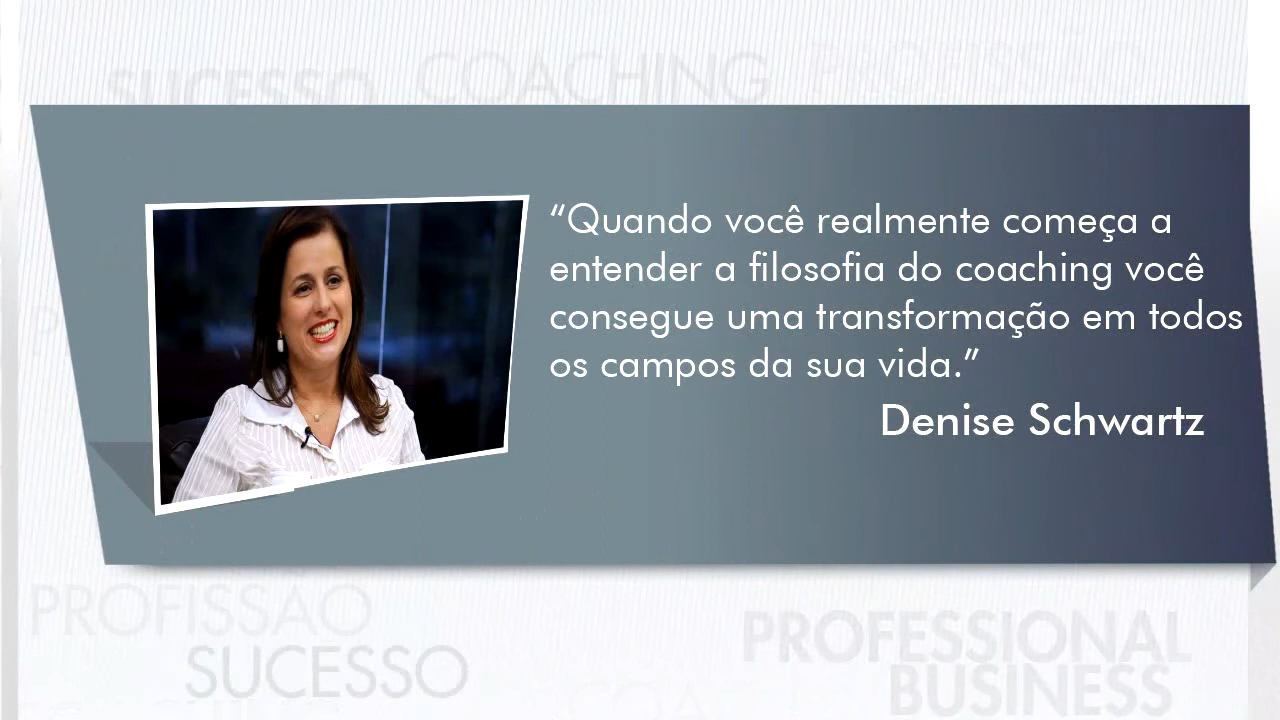 SUCESSO
COACHING
PROFISSÃO
“Quando você realmente começa a
entender a filosofia do coaching você
consegue uma transformação em todos
os campos da sua vida.”
Denise Schwartz
PROFISSÃO
SUCESSO
PROFESSIONAL
BUSINESS